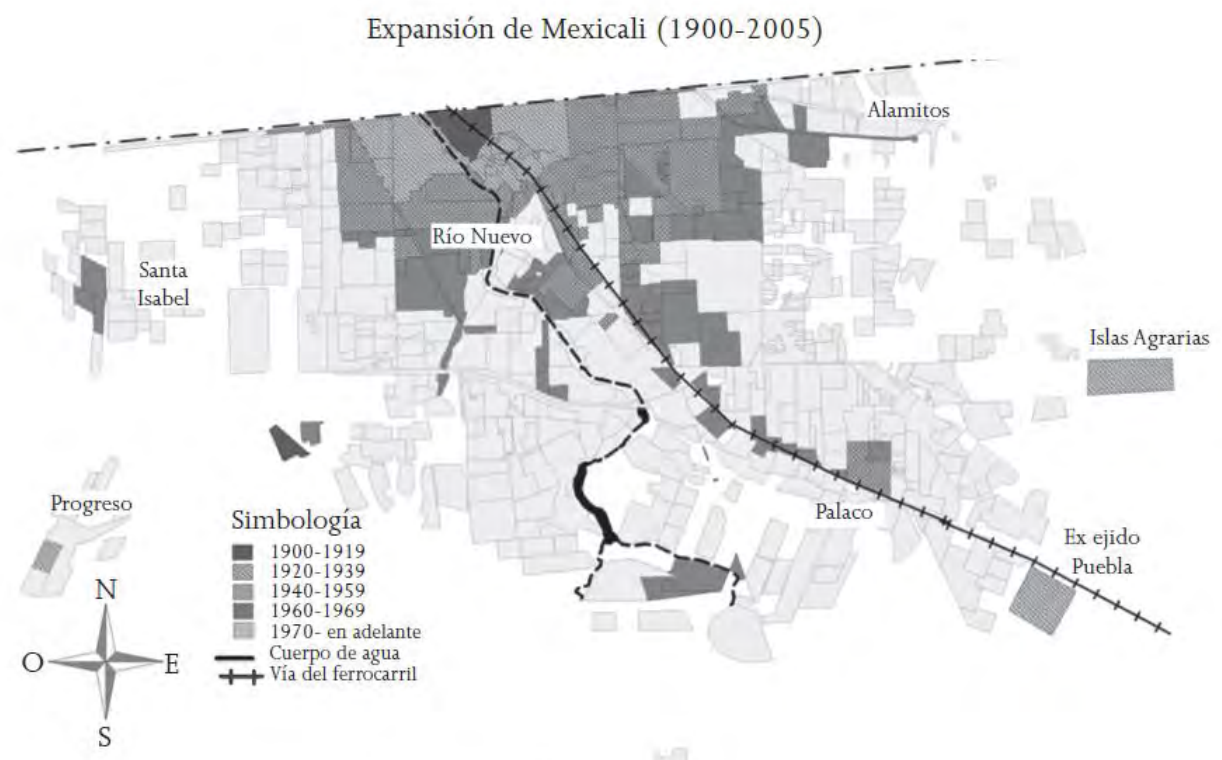 Expansión de Mexicali (1900-2005)
Alamitos
Río Nuevo
Santa
Isabel
Islas Agrarias
Progreso
Palaco
Ex ejido
Puebla
Simbología
1900-1919
1920-1939
1940-1959
1960-1969
1970- en adelante
Cuerpo de agua
Vía del ferrocarril
N
O
E
S